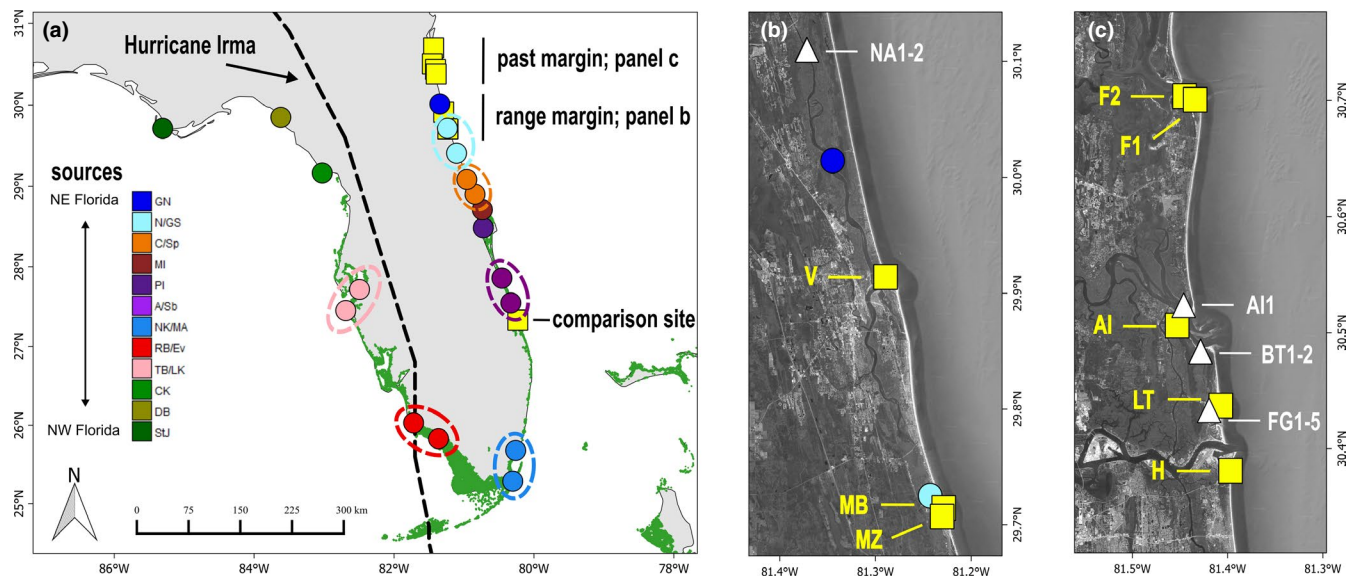 (a)
Hurricane Irma
past margin; panel c
range margin; panel b
comparison site
sources
NE Florida
NW Florida
GN
N/GS
C/Sp
MI
PI
A/Sb
NK/MA
RB/Ev
TB/LK
CK
DB
StJ
N
0 75 150 225 300 km
31°N
30°N
29°N
28°N
27°N
26°N
25°N
86°W 84°W 82°W 80°W 78°W
(b)
NA1-2
V
MB
MZ
30.1°N
30.0°N
29.9°N
29.8°N
29.7°N
81.4°W 81.3°W 81.2°W
(c)
F2
F1
AI1
AI
BT1-2
LT
FG1-5
H
30.7°N
30.6°N
30.5°N
30.4°N
81.5°W 81.4°W 81.3°W